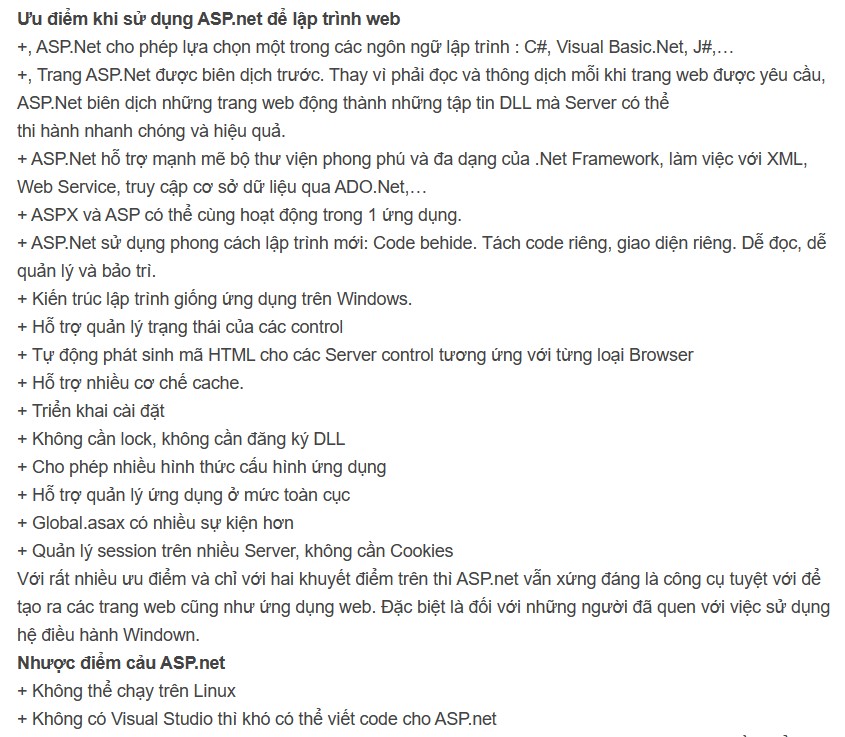 Ưu điểm khi sử dụng ASP.net để lập trình web
+, ASP.Net cho phép lựa chọn một trong các ngôn ngữ lập trình : C#, Visual Basic.Net, J#,…
+, Trang ASP.Net được biên dịch trước. Thay vì phải đọc và thông dịch mỗi khi trang web được yêu cầu,
ASP.Net biên dịch những trang web động thành những tập tin DLL mà Server có thể
thi hành nhanh chóng và hiệu quả.
+ ASP.Net hỗ trợ mạnh mẽ bộ thư viện phong phú và đa dạng của .Net Framework, làm việc với XML,
Web Service, truy cập cơ sở dữ liệu qua ADO.Net,…
+ ASPX và ASP có thể cùng hoạt động trong 1 ứng dụng.
+ ASP.Net sử dụng phong cách lập trình mới: Code behide. Tách code riêng, giao diện riêng. Dễ đọc, dễ
quản lý và bảo trì.
+ Kiến trúc lập trình giống ứng dụng trên Windows.
+ Hỗ trợ quản lý trạng thái của các control
+ Tự động phát sinh mã HTML cho các Server control tương ứng với từng loại Browser
+ Hỗ trợ nhiều cơ chế cache.
+ Triển khai cài đặt
+ Không cần lock, không cần đăng ký DLL
+ Cho phép nhiều hình thức cấu hình ứng dụng
+ Hỗ trợ quản lý ứng dụng ở mức toàn cục
+ Global.asax có nhiều sự kiện hơn
+ Quản lý session trên nhiều Server, không cần Cookies
Với rất nhiều ưu điểm và chỉ với hai khuyết điểm trên thì ASP.net vẫn xứng đáng là công cụ tuyệt với để
tạo ra các trang web cũng như ứng dụng web. Đặc biệt là đối với những người đã quen với việc sử dụng
hệ điều hành Windown.
Nhược điểm cảu ASP.net
+ Không thể chạy trên Linux
+ Không có Visual Studio thì khó có thể viết code cho ASP.net